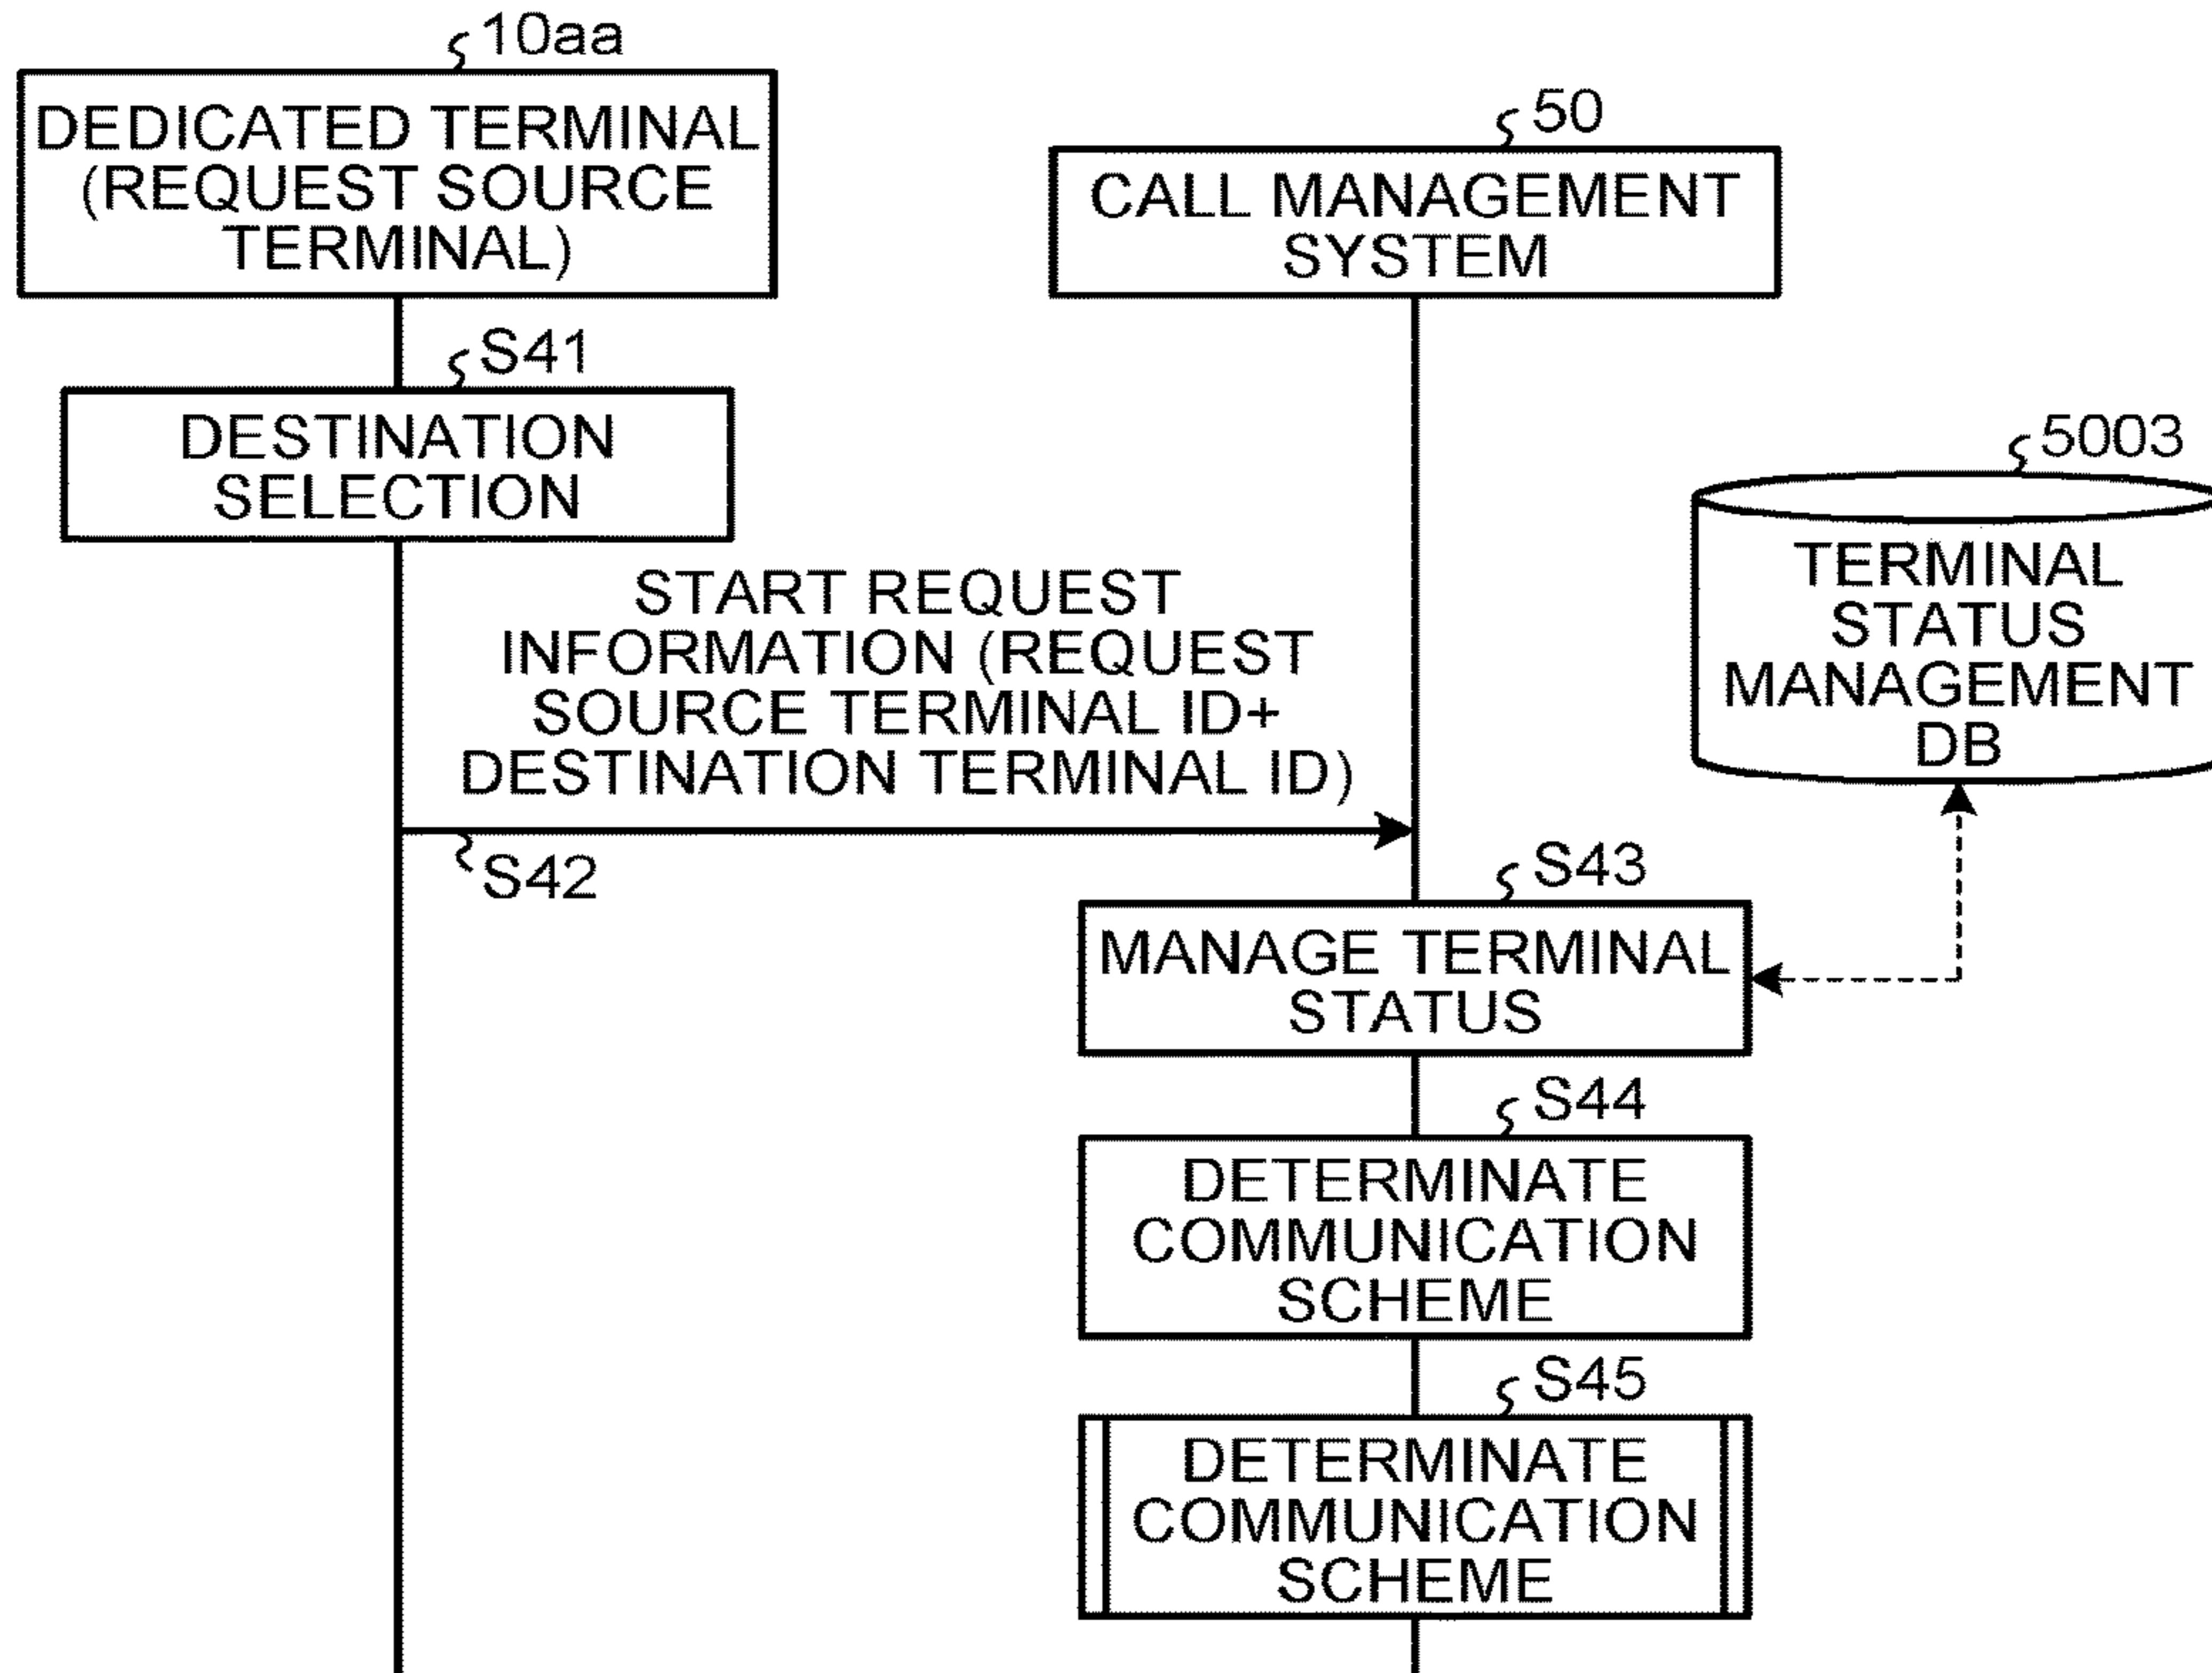 10aa
DEDICATED TERMINAL
(REQUEST SOURCE
TERMINAL)
50
CALL MANAGEMENT
SYSTEM
S41
DESTINATION
SELECTION
5003
TERMINAL
STATUS
MANAGEMENT
DB
START REQUEST
INFORMATION (REQUEST
SOURCE TERMINAL ID+
DESTINATION TERMINAL ID)
S42
S43
MANAGE TERMINAL
STATUS
S44
DETERMINATE
COMMUNICATION
SCHEME
S45
DETERMINATE
COMMUNICATION
SCHEME